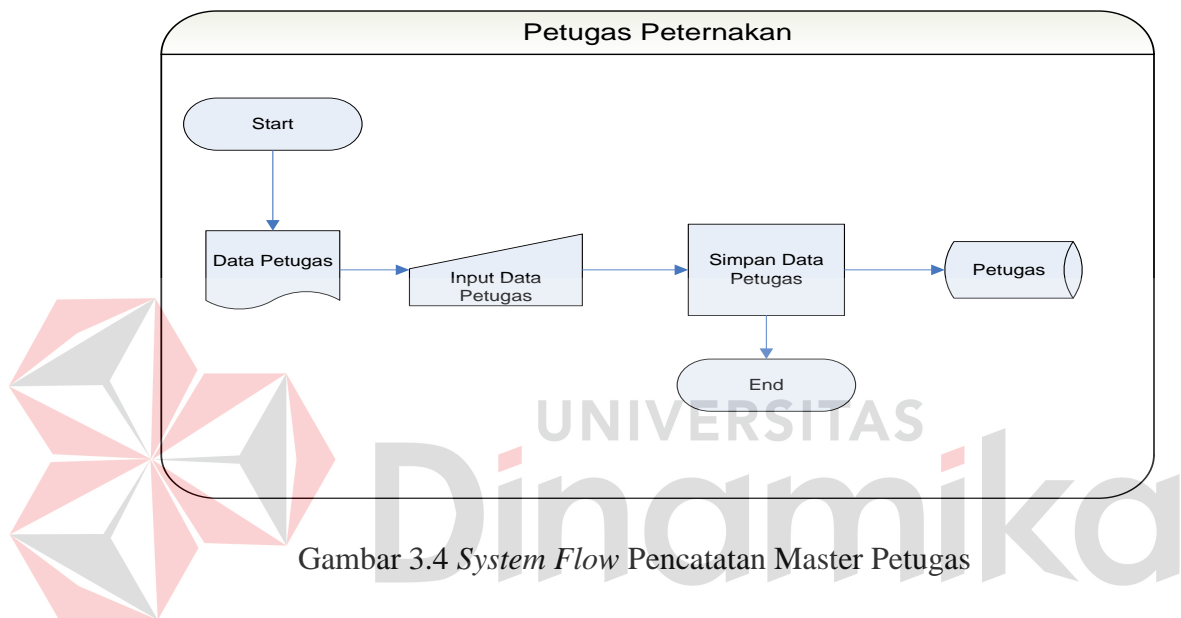 Petugas Peternakan
Start
Data Petugas
Input Data
Petugas
Simpan Data
Petugas
Petugas
End
UNIVERSITAS
Dinamika
Gambar 3.4 System Flow Pencatatan Master Petugas